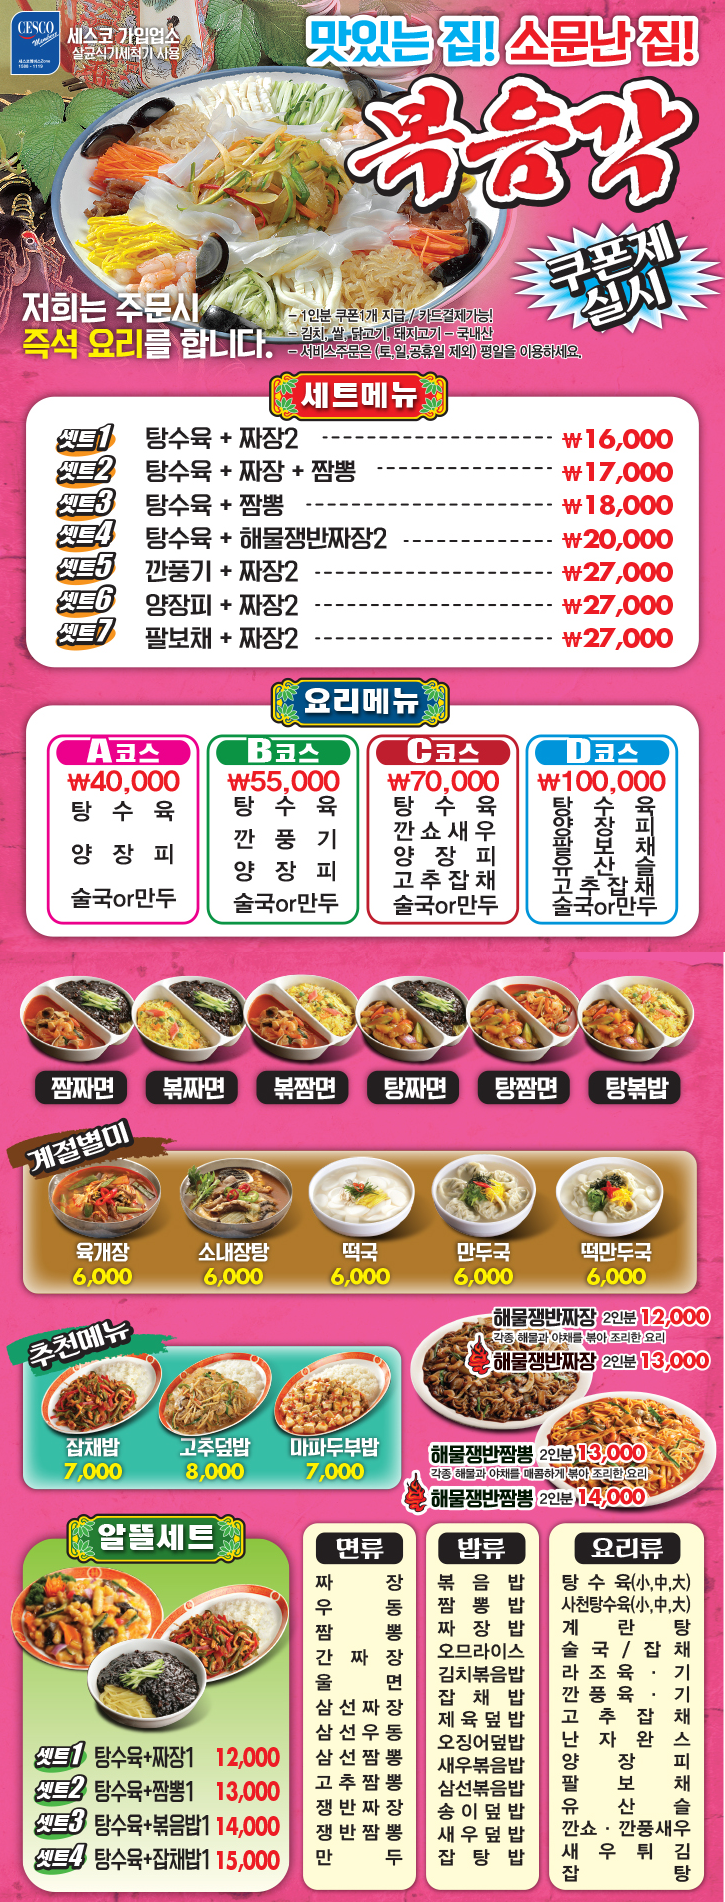 CESCO
Members
세스코멤버스Zone
1588 - 1119
세스코 가입업소
살균식기세척기 사용
맛있는 집! 소문난 집!
복음각
쿠폰제
실시
저희는 주문시
즉석 요리를 합니다.
- 1인분 쿠폰1개 지급 / 카드결제가능!
- 김치, 쌀, 닭고기, 돼지고기 - 국내산
- 서비스주문은 (토,일,공휴일 제외) 평일을 이용하세요.
세트메뉴
셋트1 탕수육 + 짜장2 ₩16,000
셋트2 탕수육 + 짜장 + 짬뽕 ₩17,000
셋트3 탕수육 + 짬뽕 ₩18,000
셋트4 탕수육 + 해물쟁반짜장2 ₩20,000
셋트5 깐풍기 + 짜장2 ₩27,000
셋트6 양장피 + 짜장2 ₩27,000
셋트7 팔보채 + 짜장2 ₩27,000
요리메뉴
A코스
₩40,000
탕 수 육
양 장 피
술국or만두
B코스
₩55,000
탕 수 육
깐 풍 기
양 장 피
술국or만두
C코스
₩70,000
탕 수 육
깐 쇼 새 우
양 장 피
고 추 잡 채
술국or만두
D코스
₩100,000
탕 수 육
양 장 피
팔 보 채
유 산 슬
고 추 잡 채
술국or만두
짬짜면 볶짜면 볶짬면 탕짜면 탕짬면 탕볶밥
계절별미
육개장 소내장탕 떡국 만두국 떡만두국
6,000 6,000 6,000 6,000 6,000
추천메뉴
잡채밥 고추덮밥 마파두부밥
7,000 8,000 7,000
해물쟁반짜장 2인분 12,000
각종 해물과 야채를 볶아 조리한 요리
해물쟁반짜장 2인분 13,000
해물쟁반짬뽕 2인분 13,000
각종 해물과 야채를 매콤하게 볶아 조리한 요리
해물쟁반짬뽕 2인분 14,000
알뜰세트
셋트1 탕수육+짜장1 12,000
셋트2 탕수육+짬뽕1 13,000
셋트3 탕수육+볶음밥1 14,000
셋트4 탕수육+잡채밥1 15,000
면류
짜 장
우 동
짬 뽕
간 짜 장
울 면
삼 선 짜 장
삼 선 우 동
삼 선 짬 뽕
고 추 짬 뽕
쟁 반 짜 장
쟁 반 짬 뽕
만 두
밥류
볶 음 밥
짬 뽕 밥
짜 장 밥
오므라이스
김치볶음밥
잡 채 밥
제 육 덮 밥
오징어덮밥
새우볶음밥
삼선볶음밥
송 이 덮 밥
새 우 덮 밥
잡 탕 밥
요리류
탕 수 육(小,中,大)
사천탕수육(小,中,大)
계 란 탕
술 국 / 잡 채
라 조 육 · 기
깐 풍 육 · 기
고 추 잡 채
난 자 완 스
양 장 피
팔 보 채
유 산 슬
깐쇼 · 깐풍새우
새 우 튀 김
잡 탕